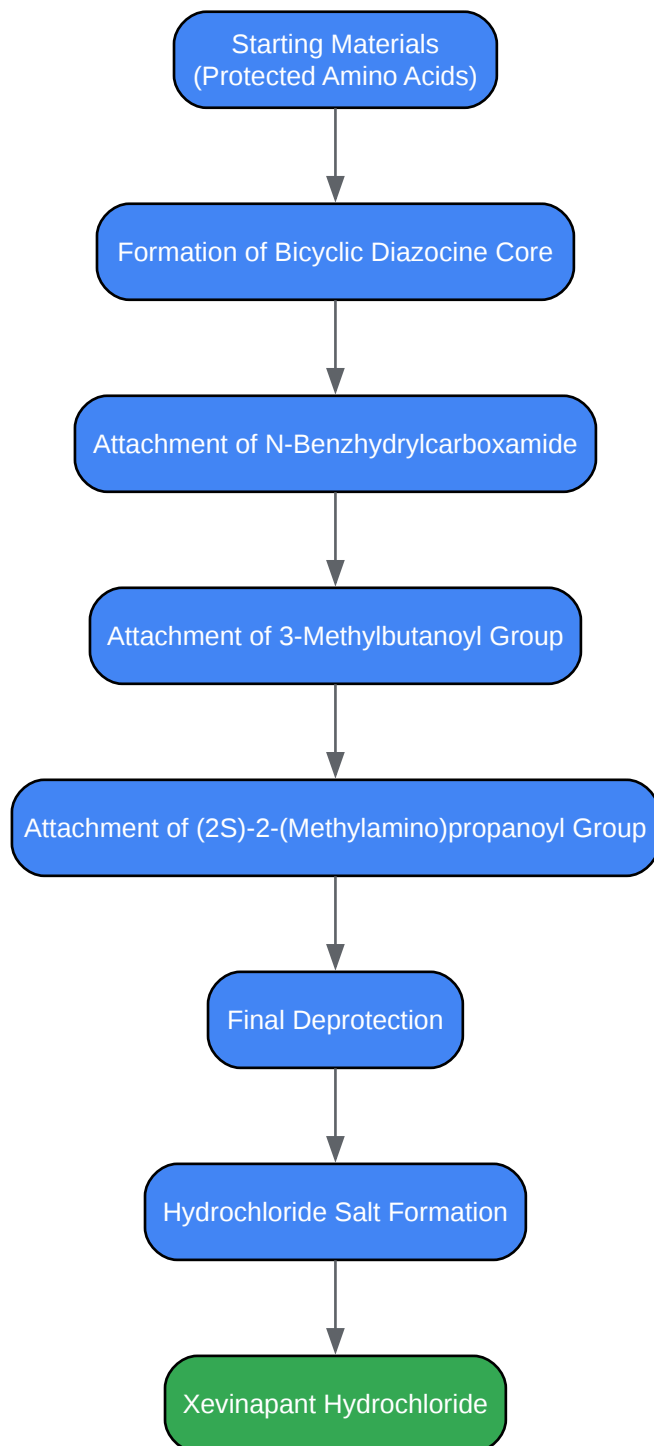 Starting Materials
(Protected Amino Acids)
Formation of Bicyclic Diazocine Core
Attachment of N-Benzhydrylcarboxamide
Attachment of 3-Methylbutanoyl Group
Attachment of (2S)-2-(Methylamino)propanoyl Group
Final Deprotection
Hydrochloride Salt Formation
Xevinapant Hydrochloride